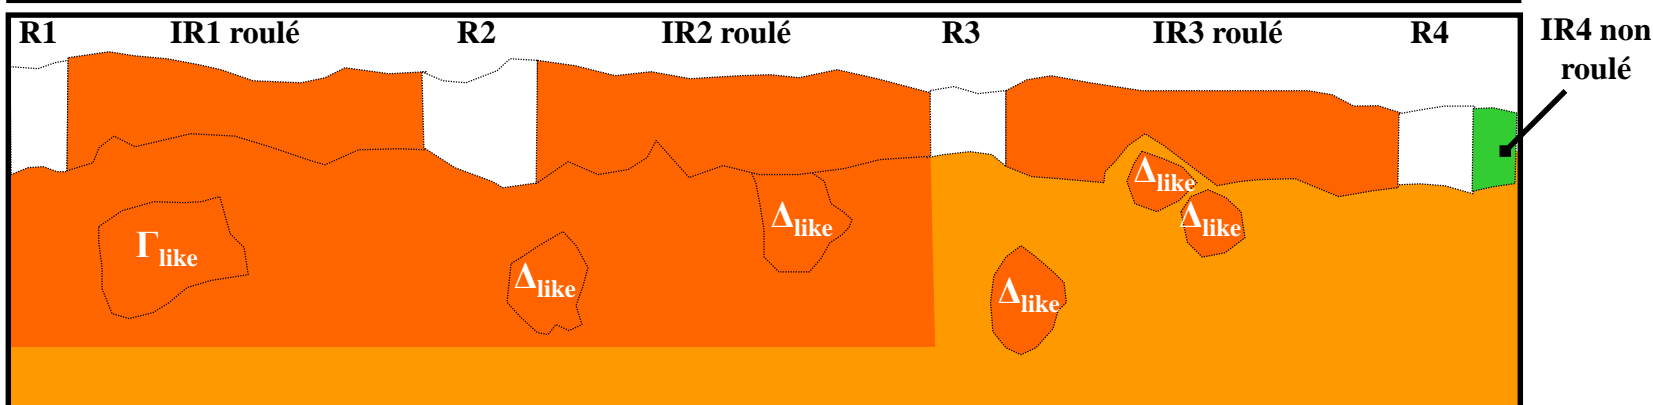 R1 IR1 roulé R2 IR2 roulé R3 IR3 roulé R4
IR4 non
roulé
Δlike
Δlike
Δlike
Γlike
Δlike
Δlike